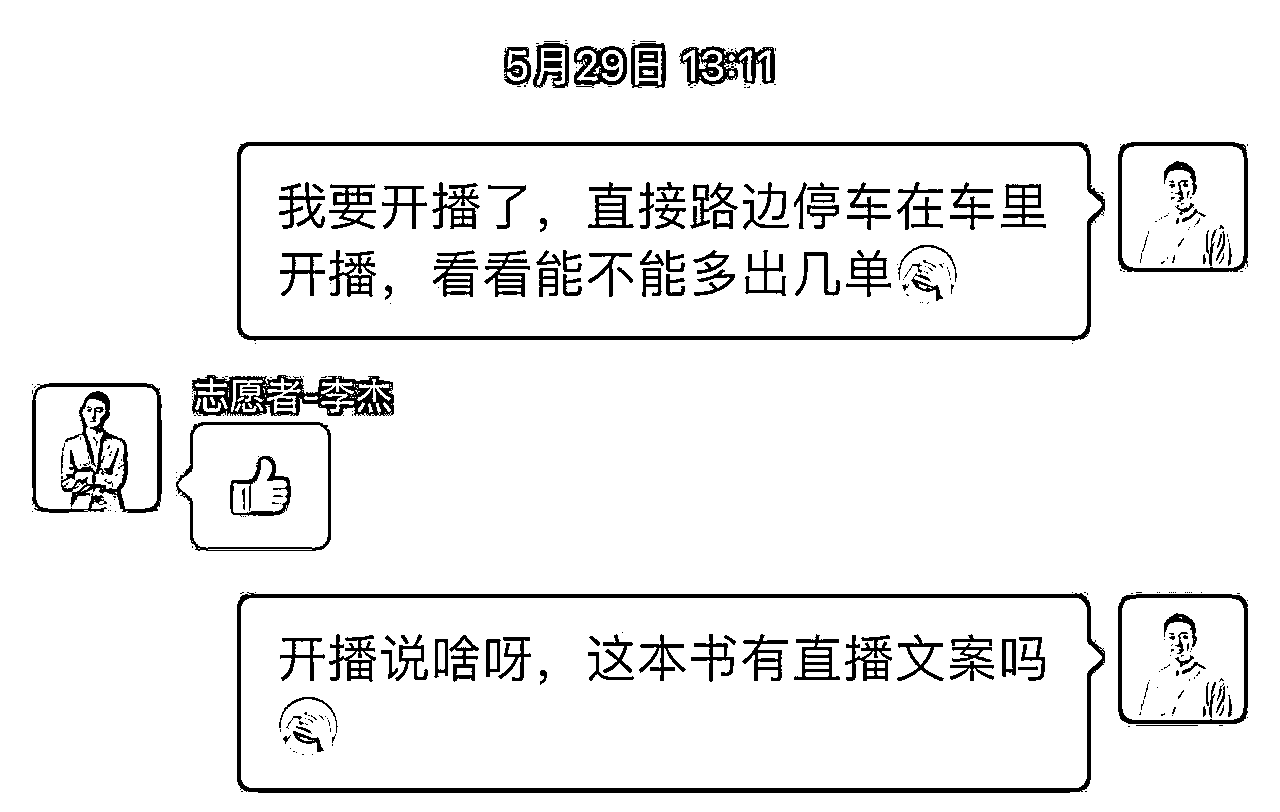 5月29日 13:11
我要开播了，直接路边停车在车里
开播，看看能不能多出几单
志愿者-李杰
开播说啥呀，这本书有直播文案吗